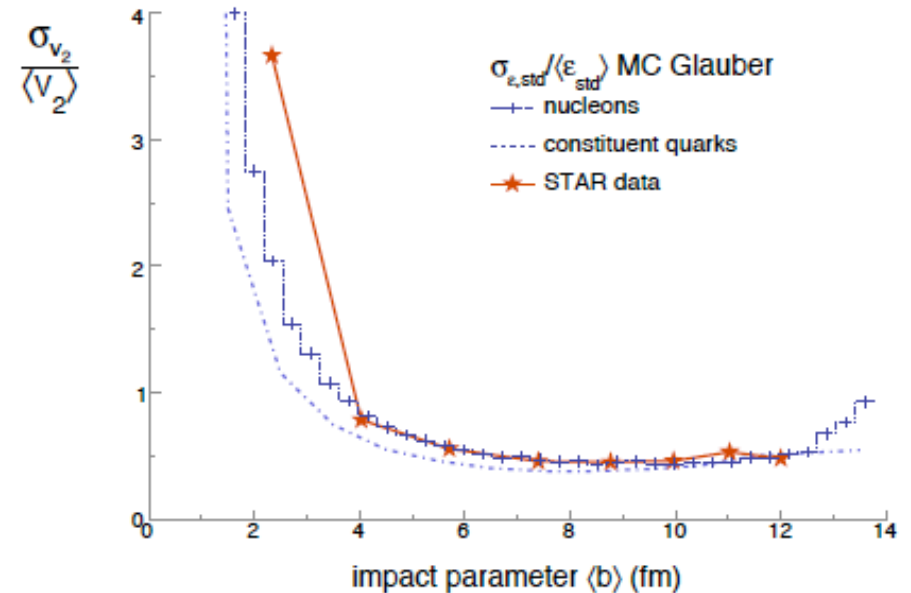 σv₂
⟨V₂⟩
σε,std/⟨εstd⟩ MC Glauber
nucleons
constituent quarks
STAR data
4
3
2
1
0
0 2 4 6 8 10 12 14
impact parameter ⟨b⟩ (fm)